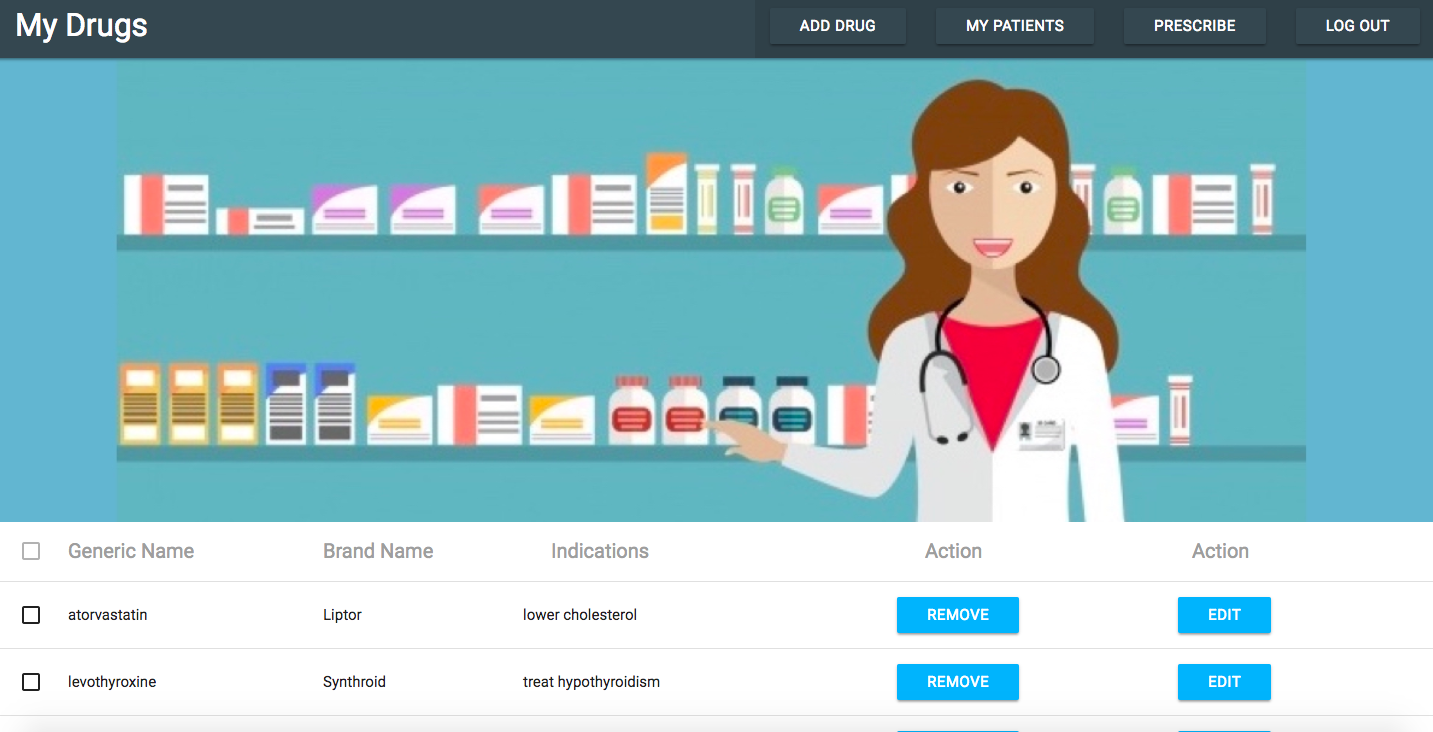 My Drugs ADD DRUG MY PATIENTS PRESCRIBE LOG OUT
Generic Name Brand Name Indications Action Action
atorvastatin Liptor lower cholesterol REMOVE EDIT
levothyroxine Synthroid treat hypothyroidism REMOVE EDIT